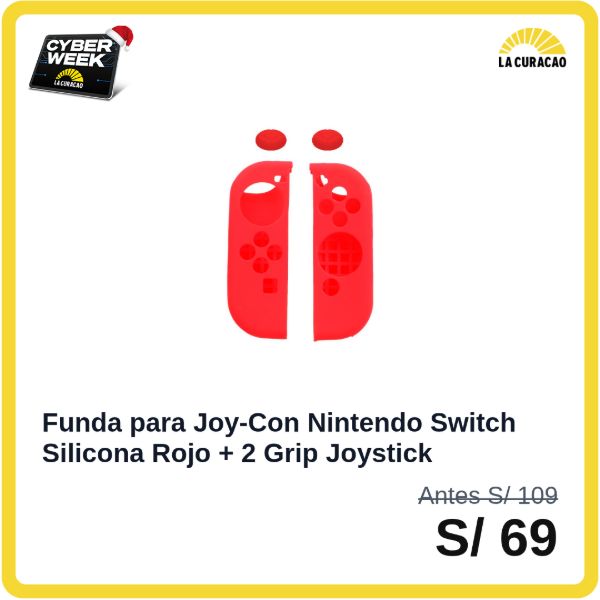 CYBER
WEEK
LA CURACAO
LA CURACAO
Funda para Joy-Con Nintendo Switch
Silicona Rojo + 2 Grip Joystick
Antes S/ 109
S/ 69